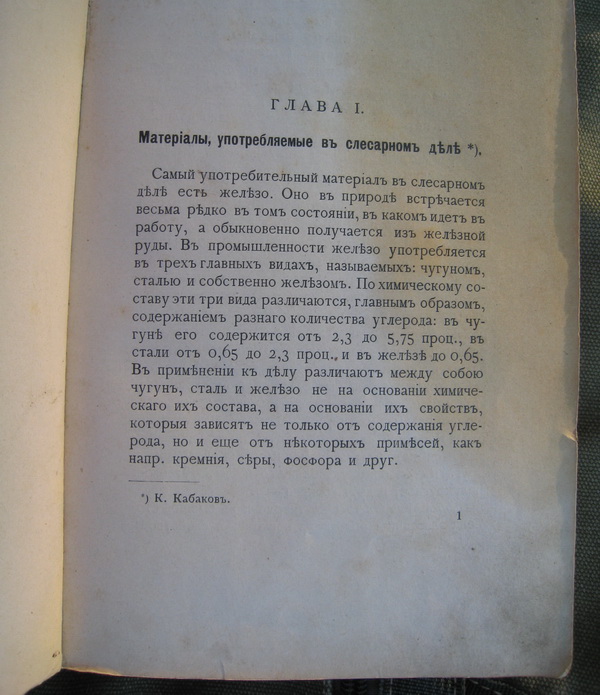 ГЛАВА I.
Матеріалы, употребляемые въ слесарномъ дѣлѣ *).
Самый употребительный матеріалъ въ слесарномъ
дѣлѣ есть желѣзо. Оно въ природѣ встрѣчается
весьма рѣдко въ томъ состояніи, въ какомъ идетъ въ
работу, а обыкновенно получается изъ желѣзной
руды. Въ промышленности желѣзо употребляется
въ трехъ главныхъ видахъ, называемыхъ: чугуномъ,
сталью и собственно желѣзомъ. По химическому со-
ставу эти три вида различаются, главнымъ образомъ,
содержаніемъ разнаго количества углерода: въ чу-
гунѣ его содержится отъ 2,3 до 5,75 проц., въ
стали отъ 0,65 до 2,3 проц., и въ желѣзѣ до 0,65.
Въ примѣненіи къ дѣлу различаютъ между собою
чугунъ, сталь и желѣзо не на основаніи химиче-
скаго ихъ состава, а на основаніи ихъ свойствъ,
которыя зависятъ не только отъ содержанія угле-
рода, но и еще отъ нѣкоторыхъ примѣсей, какъ
напр. кремнія, сѣры, фосфора и друг.
*) К. Кабаковъ.
1